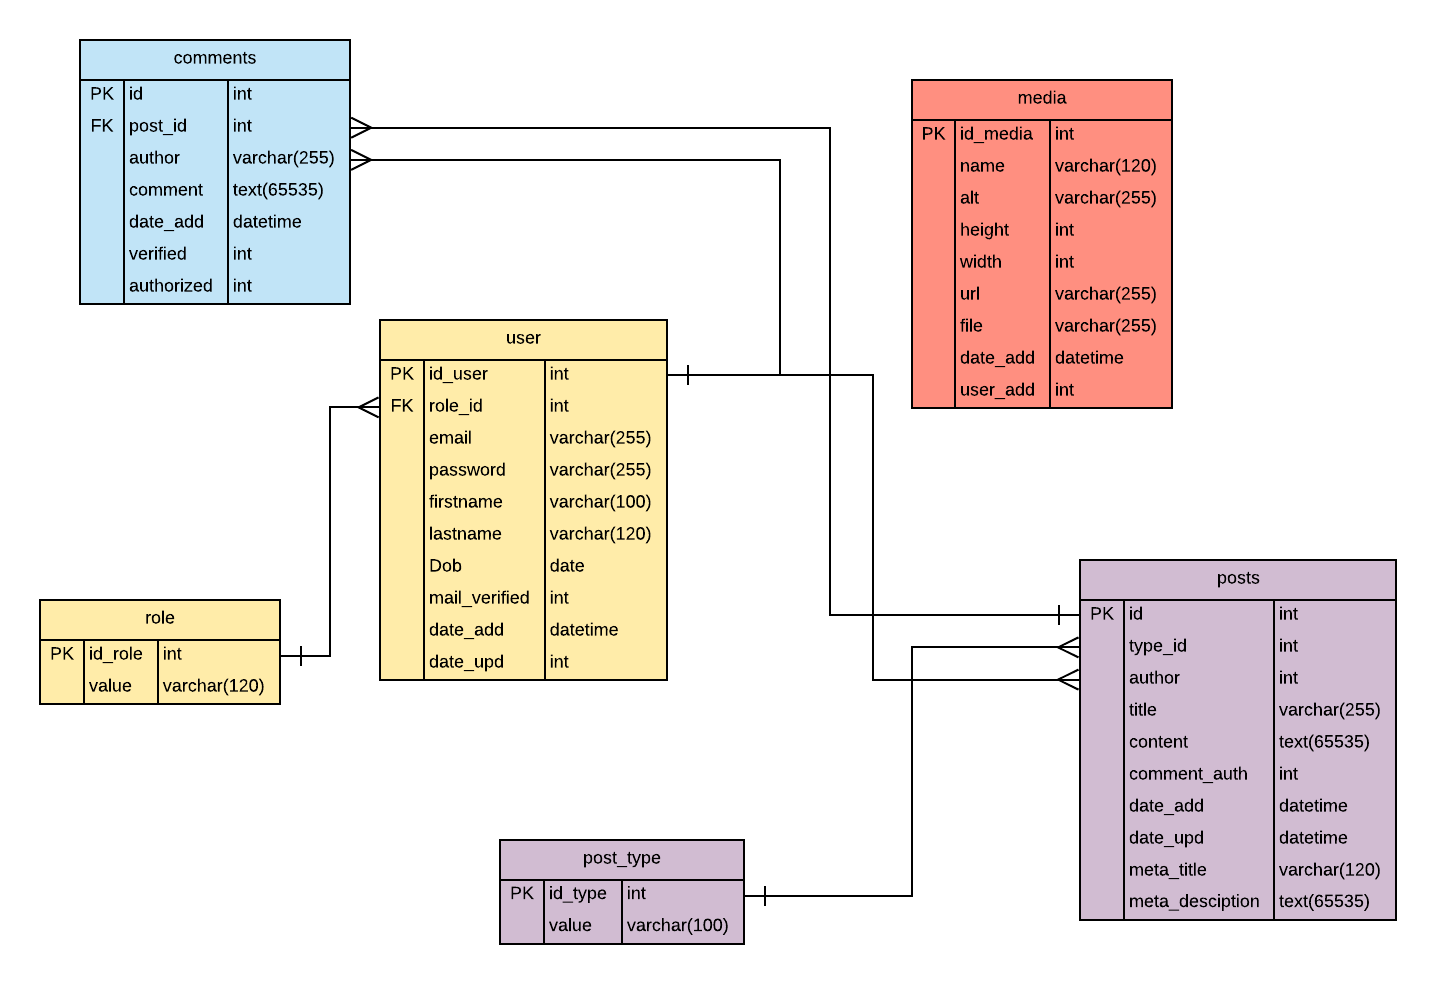 comments
PK id int
FK post_id int
author varchar(255)
comment text(65535)
date_add datetime
verified int
authorized int
media
PK id_media int
name varchar(120)
alt varchar(255)
height int
width int
url varchar(255)
file varchar(255)
date_add datetime
user_add int
user
PK id_user int
FK role_id int
email varchar(255)
password varchar(255)
firstname varchar(100)
lastname varchar(120)
Dob date
mail_verified int
date_add datetime
date_upd int
role
PK id_role int
value varchar(120)
posts
PK id int
type_id int
author int
title varchar(255)
content text(65535)
comment_auth int
date_add datetime
date_upd datetime
meta_title varchar(120)
meta_desciption text(65535)
post_type
PK id_type int
value varchar(100)